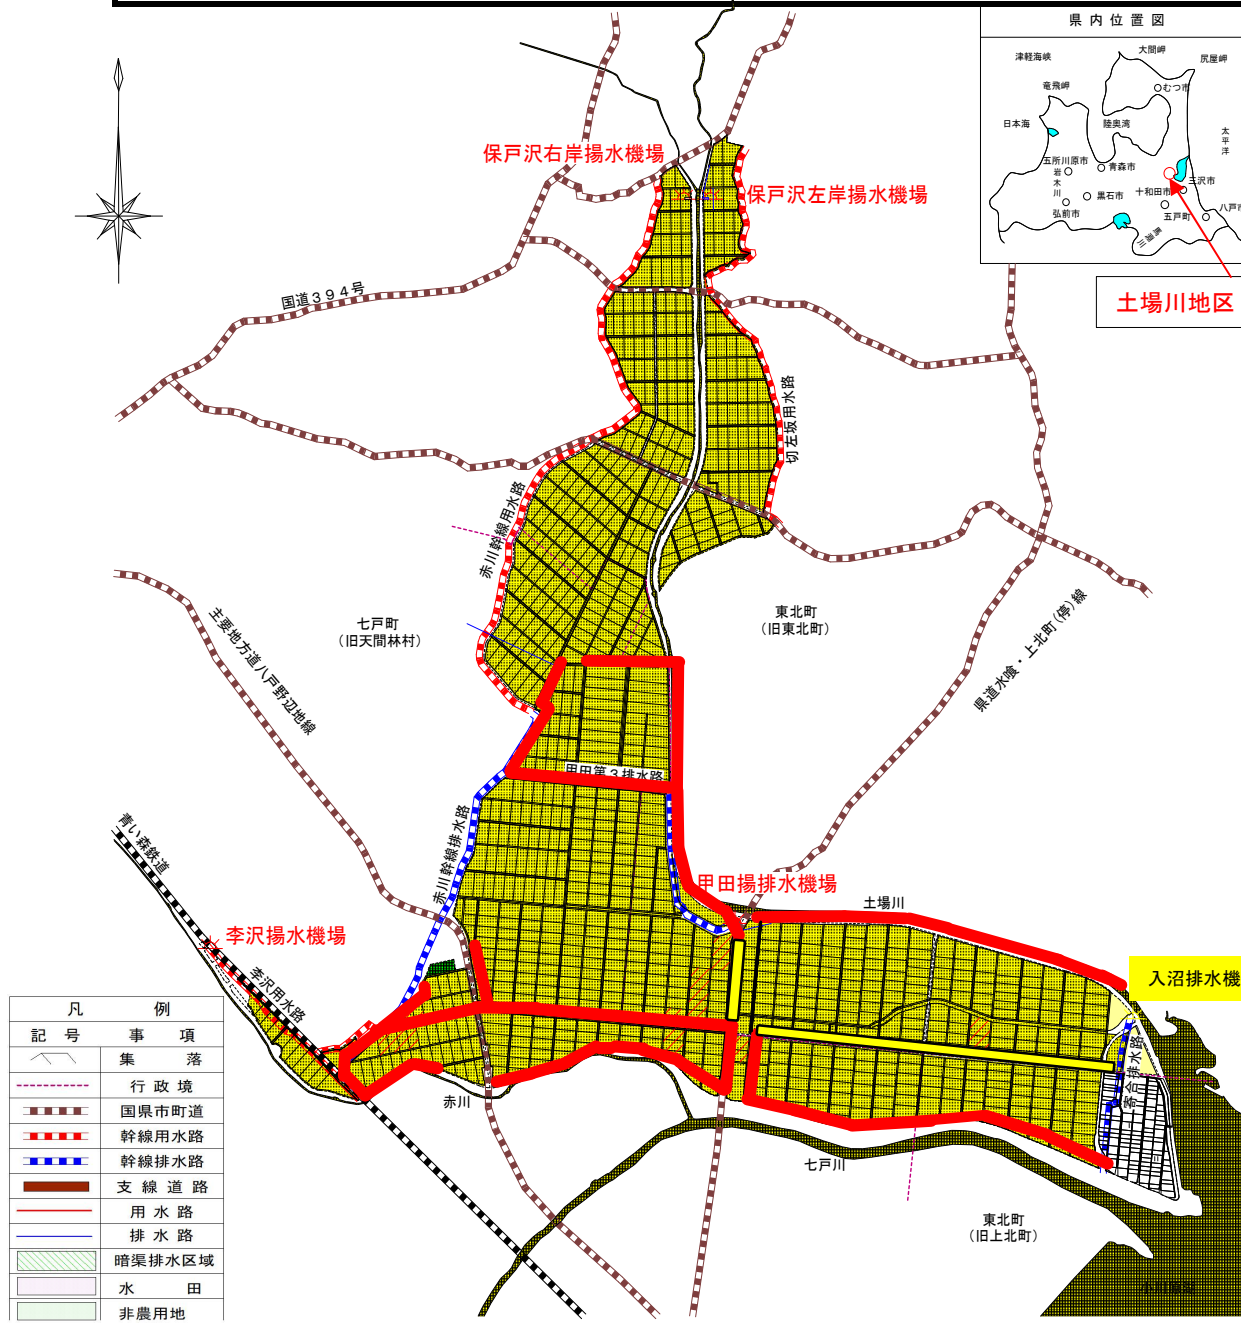 県内位置図
津軽海峡
大間岬
尻屋岬
竜飛岬
むつ市
日本海
陸奥湾
太平洋
五所川原市
青森市
岩木川
三沢市
十和田市
黒石市
弘前市
五戸町
八戸市
馬淵川
土場川地区
保戸沢右岸揚水機場
保戸沢左岸揚水機場
国道394号
切左坂用水路
赤川幹線用水路
七戸町
(旧天間林村)
東北町
(旧東北町)
主要地方道八戸野辺地線
県道水喰・上北町(停)線
甲田第3排水路
青い森鉄道
赤川幹線排水路
甲田揚排水機場
土場川
李沢揚水機場
李沢用水路
入沼排水機
寄合排水路
赤川
七戸川
東北町
(旧上北町)
小川原湖
凡例
記号 事項
集落
行政境
国県市町道
幹線用水路
幹線排水路
支線道路
用水路
排水路
暗渠排水区域
水田
非農用地